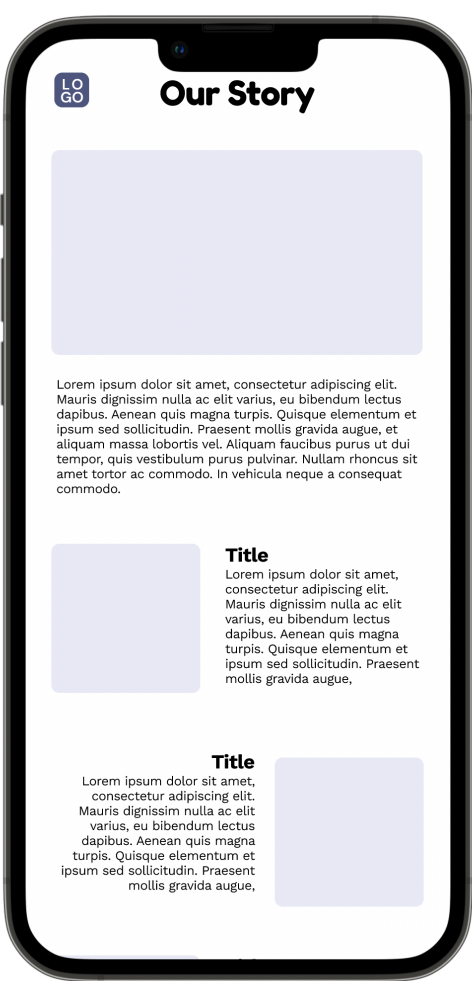 LO
GO
Our Story
Lorem ipsum dolor sit amet, consectetur adipiscing elit.
Mauris dignissim nulla ac elit varius, eu bibendum lectus
dapibus. Aenean quis magna turpis. Quisque elementum et
ipsum sed sollicitudin. Praesent mollis gravida augue, et
aliquam massa lobortis vel. Aliquam faucibus purus ut dui
tempor, quis vestibulum purus pulvinar. Nullam rhoncus sit
amet tortor ac commodo. In vehicula neque a consequat
commodo.
Title
Lorem ipsum dolor sit amet,
consectetur adipiscing elit.
Mauris dignissim nulla ac elit
varius, eu bibendum lectus
dapibus. Aenean quis magna
turpis. Quisque elementum et
ipsum sed sollicitudin. Praesent
mollis gravida augue,
Title
Lorem ipsum dolor sit amet,
consectetur adipiscing elit.
Mauris dignissim nulla ac elit
varius, eu bibendum lectus
dapibus. Aenean quis magna
turpis. Quisque elementum et
ipsum sed sollicitudin. Praesent
mollis gravida augue,